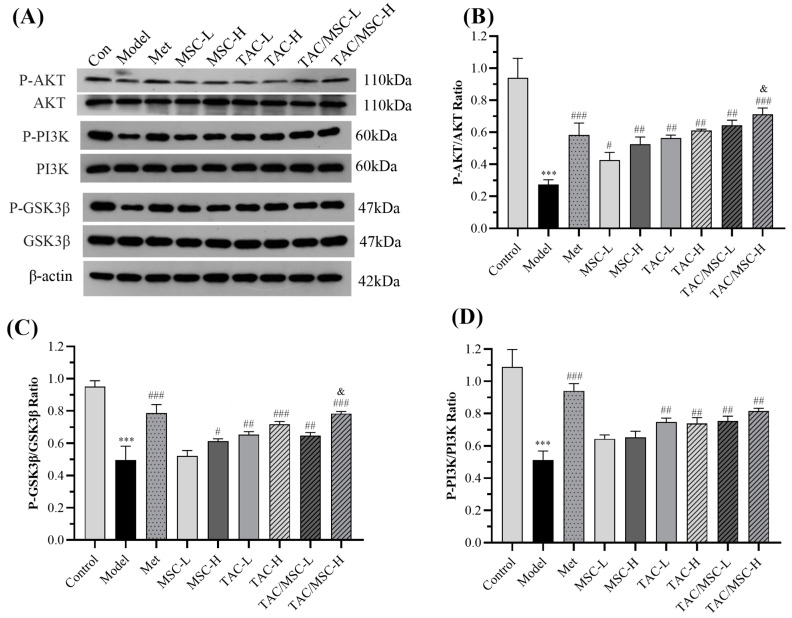 (A)
Con Model Met MSC-L MSC-H TAC-L TAC-H TAC/MSC-L TAC/MSC-H
P-AKT 110kDa
AKT 110kDa
P-PI3K 60kDa
PI3K 60kDa
P-GSK3β 47kDa
GSK3β 47kDa
β-actin 42kDa
(B)
P-AKT/AKT Ratio
1.2
1.0
0.8
0.6
0.4
0.2
0.0
*** ### # ## ## ## ## ### &
Control Model Met MSC-L MSC-H TAC-L TAC-H TAC/MSC-L TAC/MSC-H
(C)
P-GSK3β/GSK3β Ratio
1.2
1.0
0.8
0.6
0.4
0.2
0.0
*** ### # ## ### ## ### &
Control Model Met MSC-L MSC-H TAC-L TAC-H TAC/MSC-L TAC/MSC-H
(D)
P-PI3K/PI3K Ratio
1.2
1.0
0.8
0.6
0.4
0.2
0.0
*** ### ## ## ## ##
Control Model Met MSC-L MSC-H TAC-L TAC-H TAC/MSC-L TAC/MSC-H